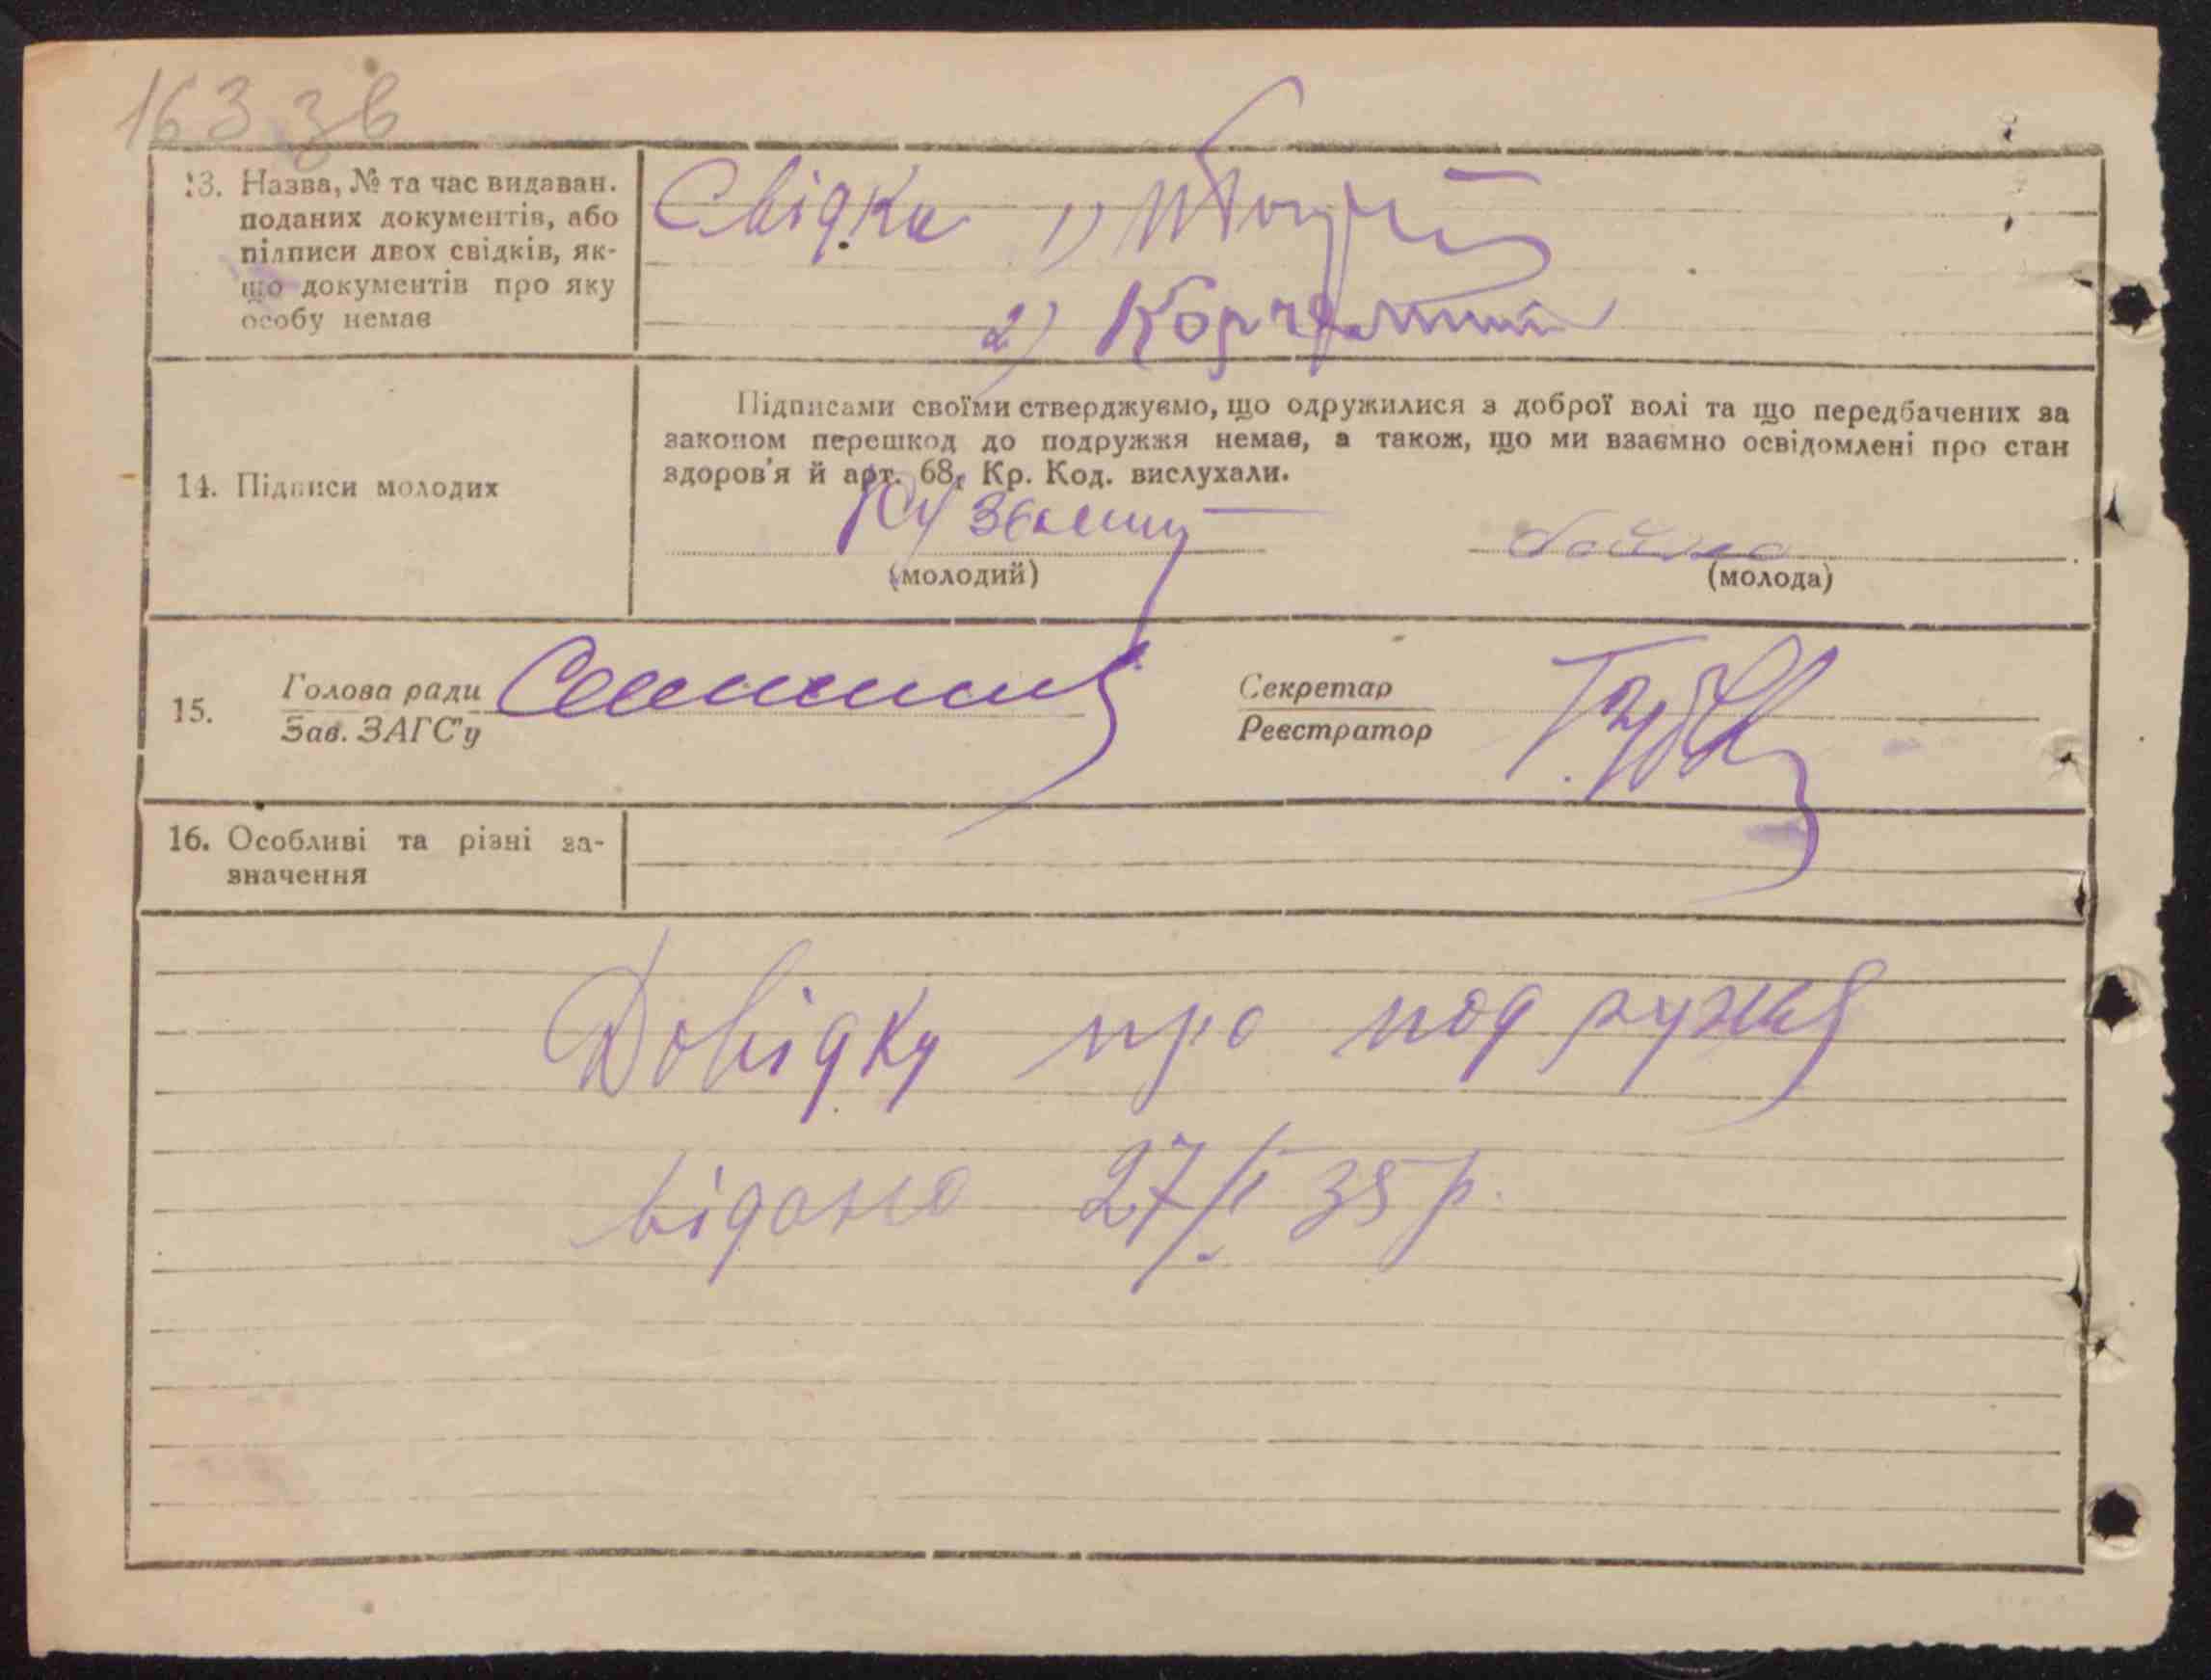 163 зв
13. Назва, № та час видаван.
поданих документів, або
підписи двох свідків, як-
що документів про яку
особу немає
Свідки 1)
2)
14. Підписи молодих
Підписами своїми стверджуємо, що одружилися з доброї волі та що передбачених за
законом перешкод до подружжя немає, а також, що ми взаємно освідомлені про стан
здоров'я й арт. 68, Кр. Код. вислухали.
(молодий)
(молода)
15. Голова ради
Зав. ЗАГС'у
Секретар
Реєстратор
16. Особливі та різні за-
значення
Довідку про подружжя
відано 27/І 35 р.